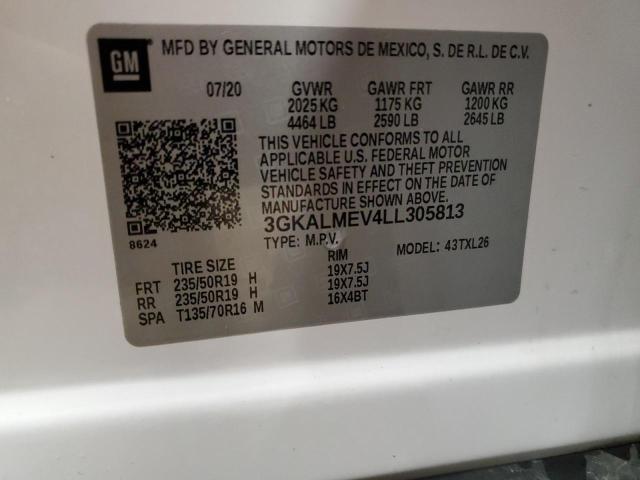 GM MFD BY GENERAL MOTORS DE MEXICO, S. DE R.L. DE C.V.
07/20 GVWR GAWR FRT GAWR RR
2025 KG 1175 KG 1200 KG
4464 LB 2590 LB 2645 LB
THIS VEHICLE CONFORMS TO ALL
APPLICABLE U.S. FEDERAL MOTOR
VEHICLE SAFETY AND THEFT PREVENTION
STANDARDS IN EFFECT ON THE DATE OF
MANUFACTURE SHOWN ABOVE.
3GKALMEV4LL305813
8624 TYPE: M.P.V. MODEL: 43TXL26
TIRE SIZE RIM
FRT 235/50R19 H 19X7.5J
RR 235/50R19 H 19X7.5J
SPA T135/70R16 M 16X4BT